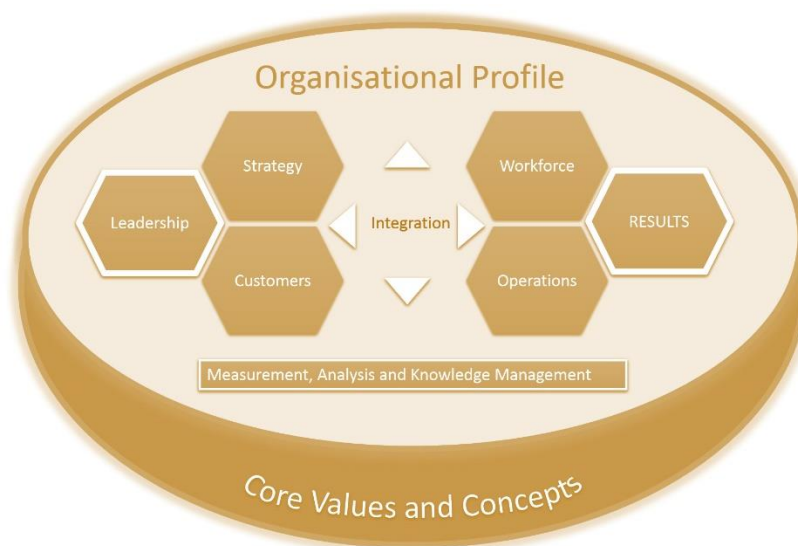 Organisational Profile
Strategy
Workforce
Leadership
Integration
RESULTS
Customers
Operations
Measurement, Analysis and Knowledge Management
Core Values and Concepts